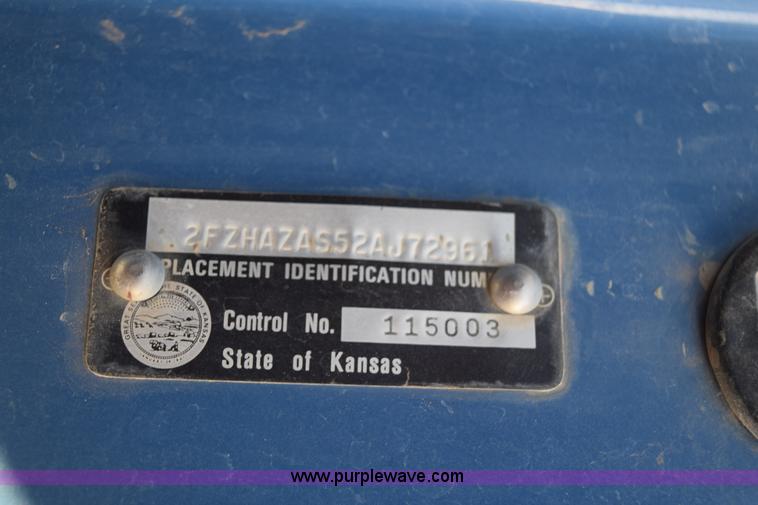 2FZHAZAS52AJ72961
PLACEMENT IDENTIFICATION NUM
Control No. 115003
State of Kansas
www.purplewave.com